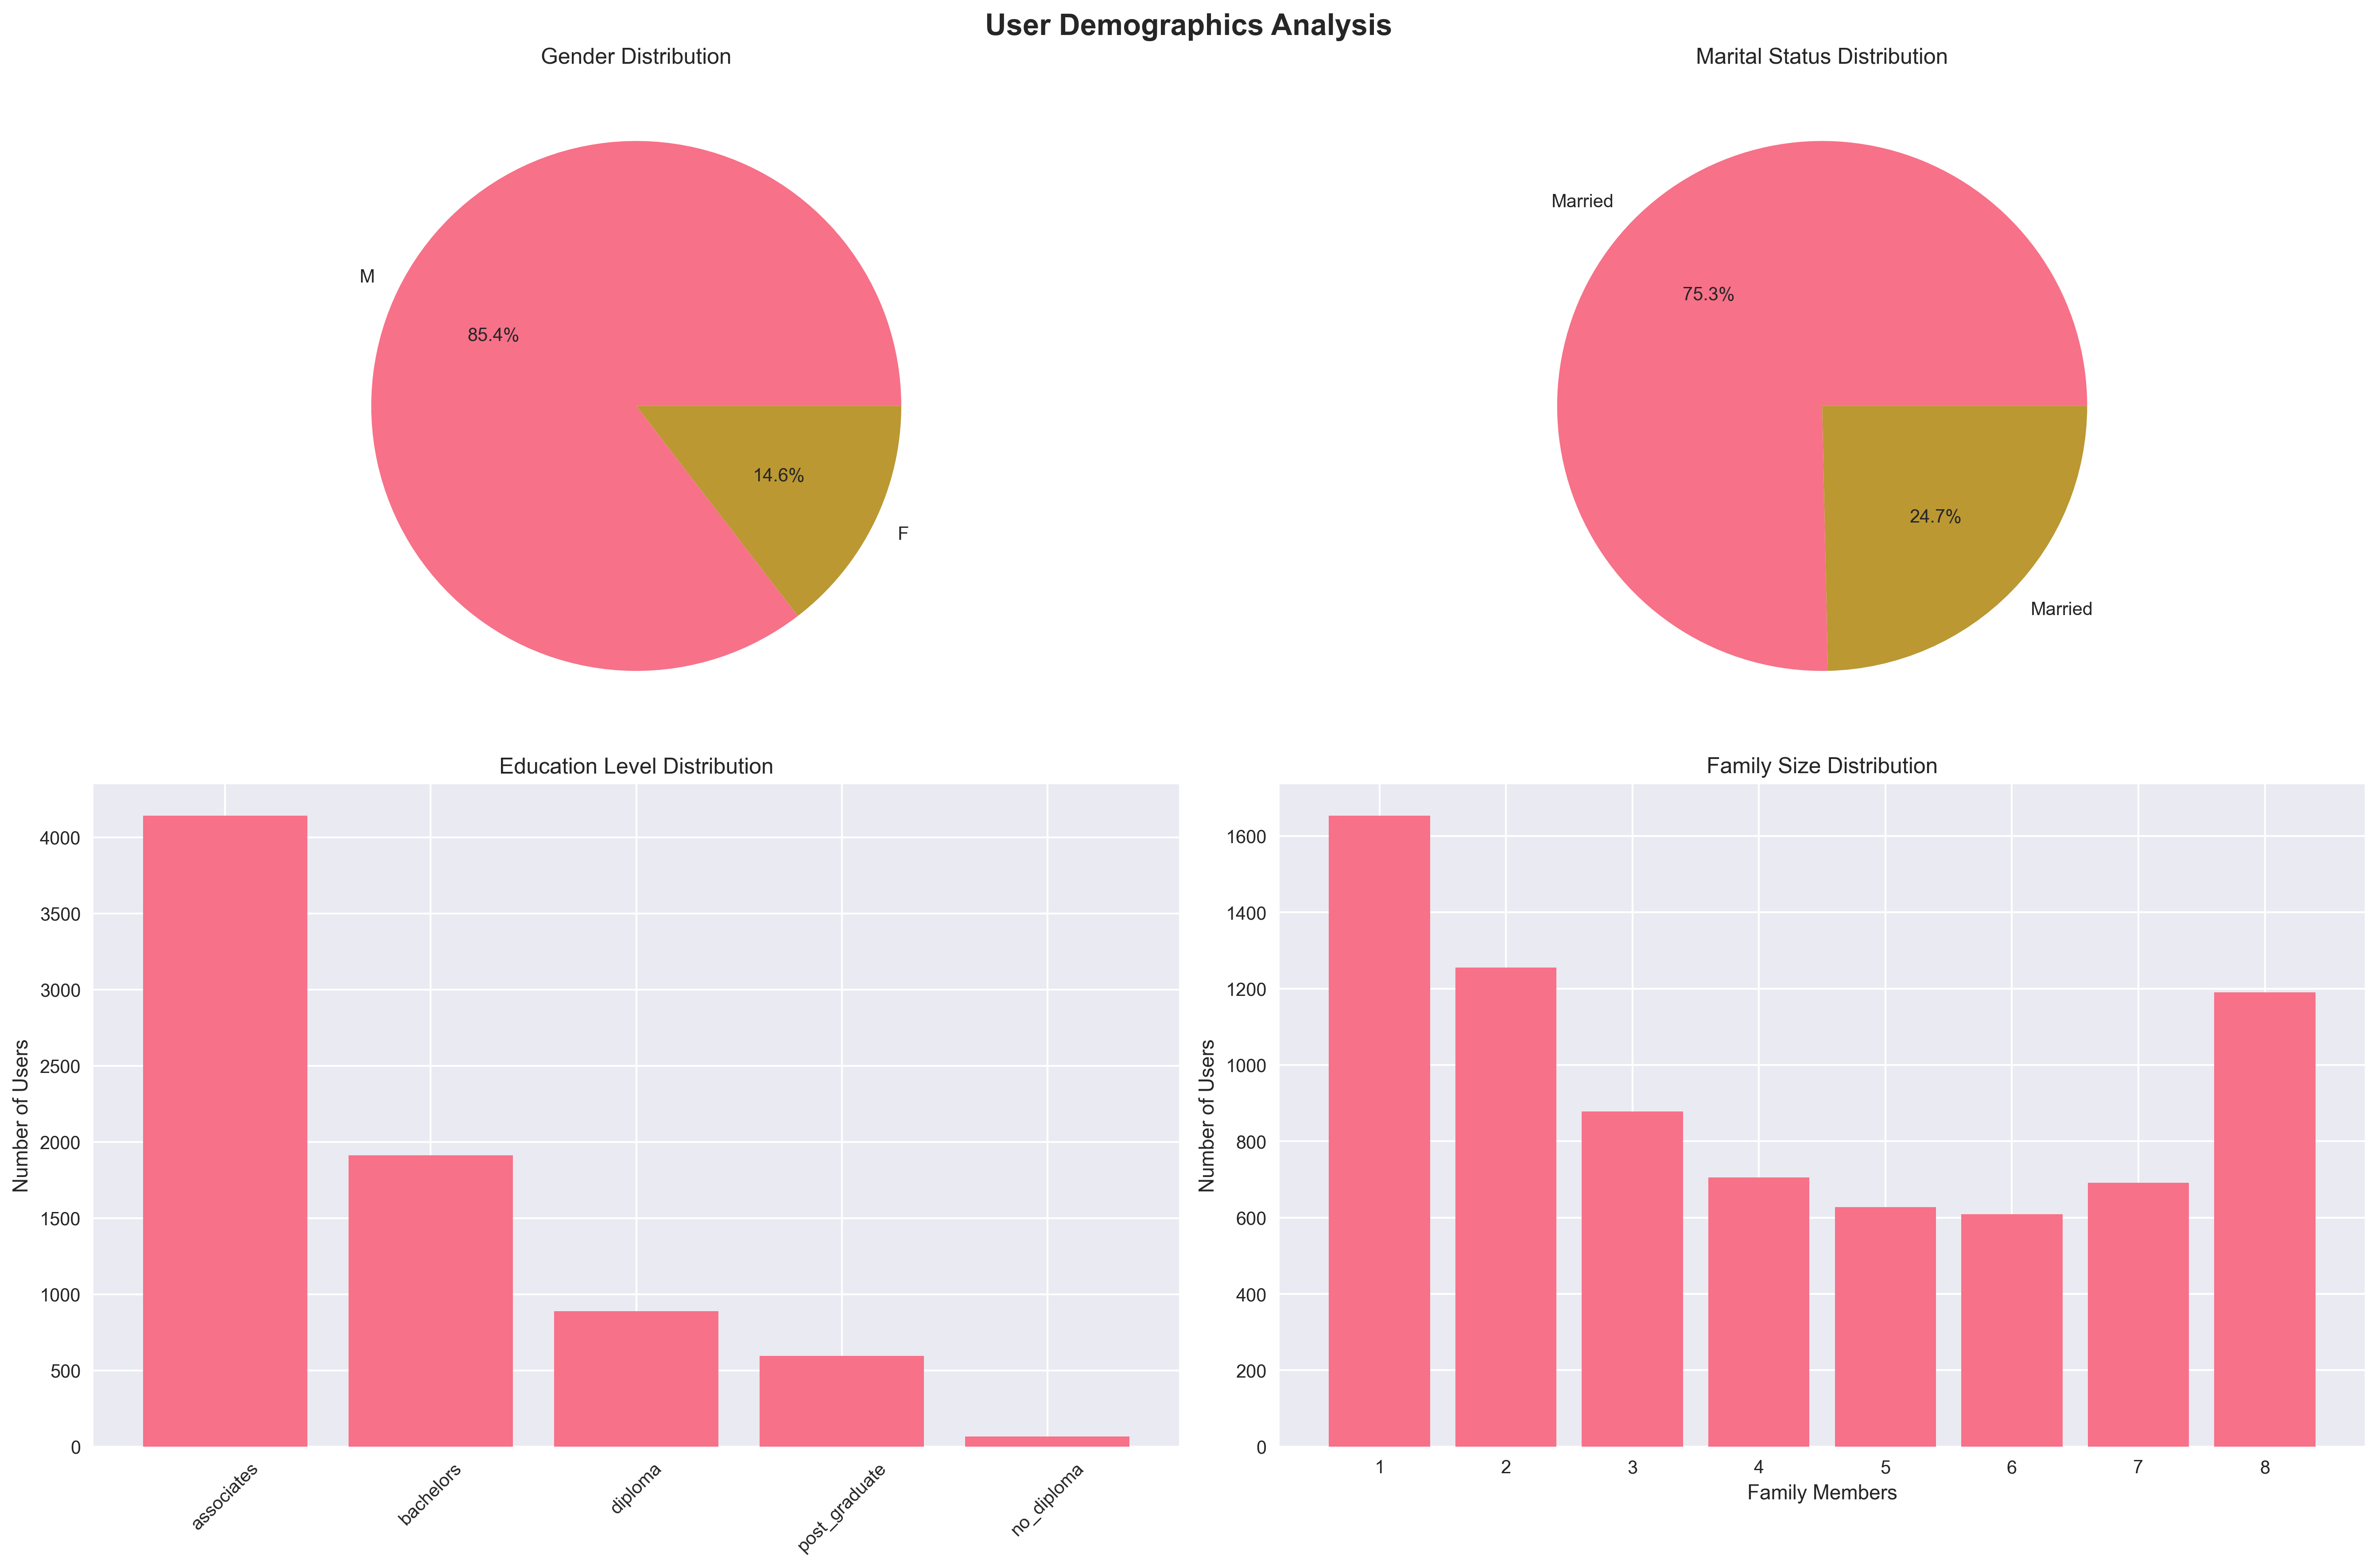 User Demographics Analysis
Gender Distribution
M
85.4%
14.6%
F
Marital Status Distribution
Married
75.3%
24.7%
Married
Education Level Distribution
Number of Users
4000
3500
3000
2500
2000
1500
1000
500
0
associates
bachelors
diploma
post_graduate
no_diploma
Family Size Distribution
Number of Users
1600
1400
1200
1000
800
600
400
200
0
1 2 3 4 5 6 7 8
Family Members